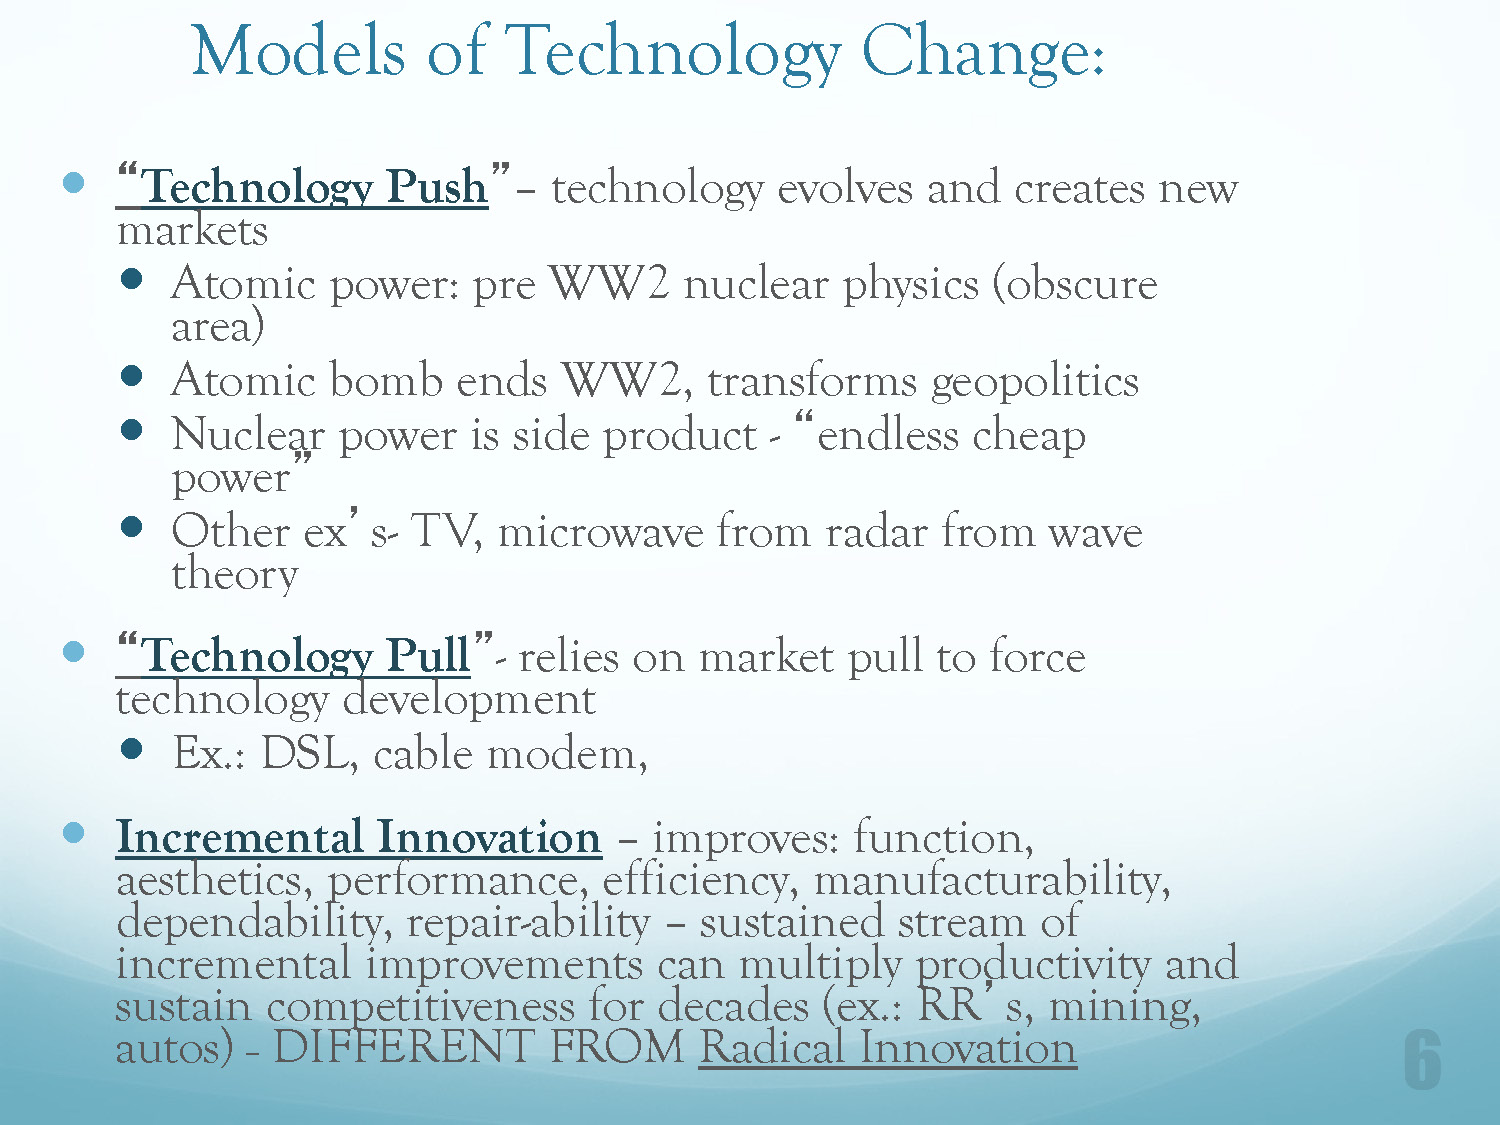 Models of Technology Change:
• “Technology Push”– technology evolves and creates new
markets
• Atomic power: pre WW2 nuclear physics (obscure
area)
• Atomic bomb ends WW2, transforms geopolitics
• Nuclear power is side product - “endless cheap
power”
• Other ex’s- TV, microwave from radar from wave
theory
• “Technology Pull”- relies on market pull to force
technology development
• Ex.: DSL, cable modem,
• Incremental Innovation – improves: function,
aesthetics, performance, efficiency, manufacturability,
dependability, repair-ability – sustained stream of
incremental improvements can multiply productivity and
sustain competitiveness for decades (ex.: RR’s, mining,
autos) – DIFFERENT FROM Radical Innovation
6